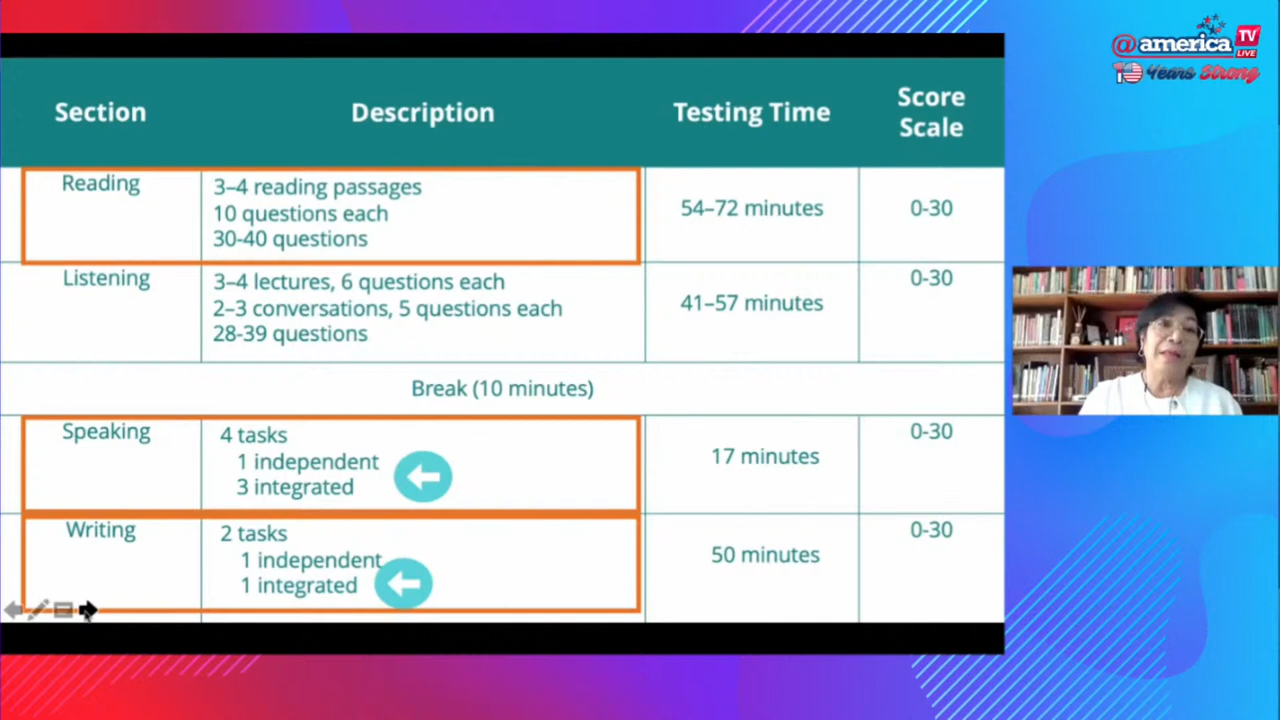 @america TV
LIVE
10 Years Strong
Section Description Testing Time Score Scale
Reading 3–4 reading passages
10 questions each
30-40 questions
54–72 minutes 0-30
Listening 3–4 lectures, 6 questions each
2–3 conversations, 5 questions each
28-39 questions
41–57 minutes 0-30
Break (10 minutes)
Speaking 4 tasks
1 independent
3 integrated
17 minutes 0-30
Writing 2 tasks
1 independent
1 integrated
50 minutes 0-30